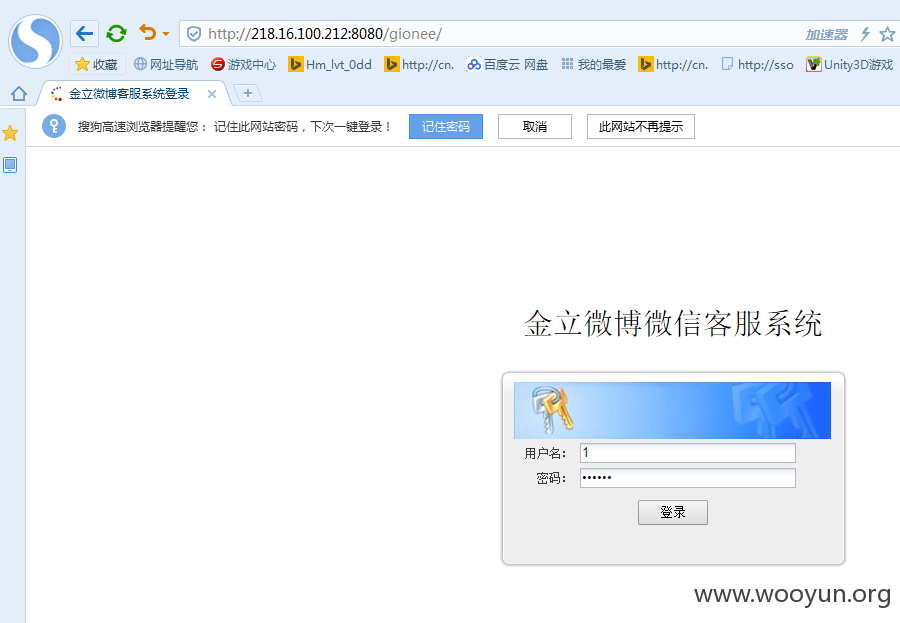 http://218.16.100.212:8080/gionee/ 加速器
收藏 网址导航 游戏中心 Hm_lvt_0dd http://cn. 百度云 网盘 我的最爱 http://cn. http://sso Unity3D游戏
金立微博客服系统登录
搜狗高速浏览器提醒您： 记住此网站密码，下次一键登录！ 记住密码 取消 此网站不再提示
金立微博微信客服系统
用户名： 1
密码： ••••••
登录
www.wooyun.org